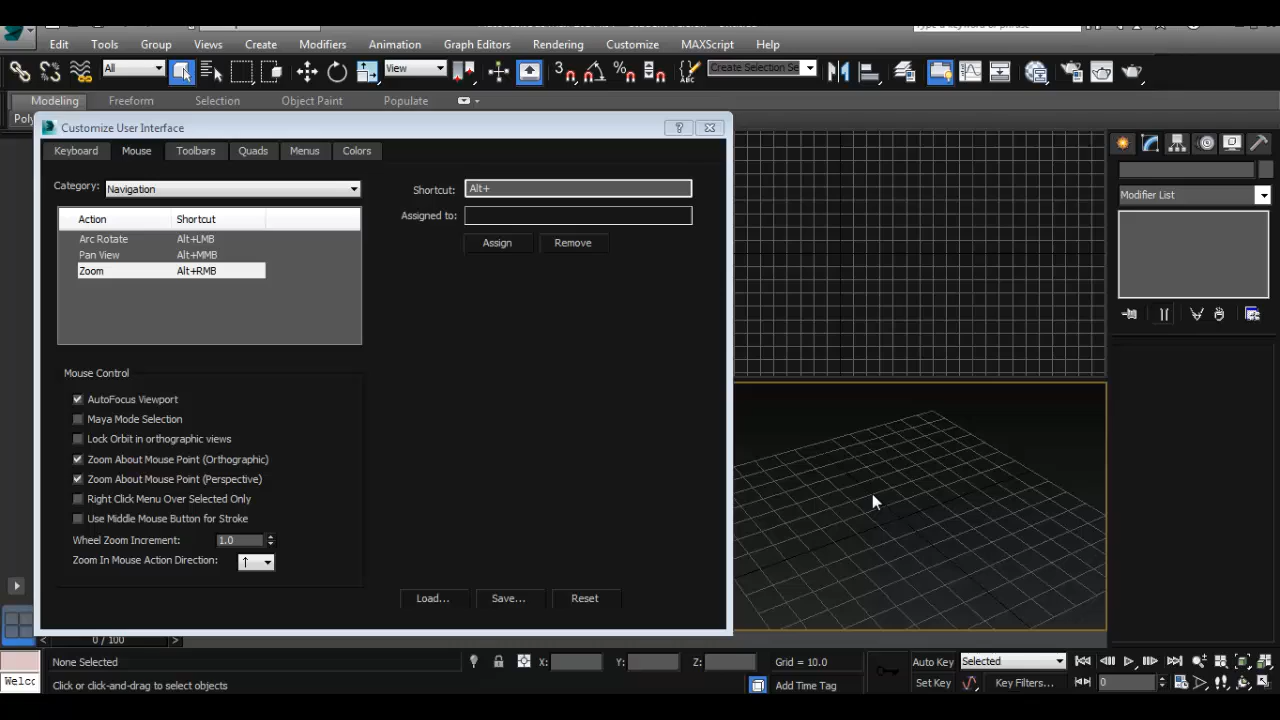 Edit Tools Group Views Create Modifiers Animation Graph Editors Rendering Customize MAXScript Help
All View Create Selection Se
Modeling Freeform Selection Object Paint Populate
Customize User Interface
Keyboard Mouse Toolbars Quads Menus Colors
Category: Navigation
Shortcut: Alt+
Assigned to:
Assign Remove
Action Shortcut
Arc Rotate Alt+LMB
Pan View Alt+MMB
Zoom Alt+RMB
Mouse Control
AutoFocus Viewport
Maya Mode Selection
Lock Orbit in orthographic views
Zoom About Mouse Point (Orthographic)
Zoom About Mouse Point (Perspective)
Right Click Menu Over Selected Only
Use Middle Mouse Button for Stroke
Wheel Zoom Increment: 1.0
Zoom In Mouse Action Direction:
Load... Save... Reset
Modifier List
0 / 100
None Selected X: Y: Z: Grid = 10.0 Auto Key Selected
Welc Click or click-and-drag to select objects Add Time Tag Set Key Key Filters... 0